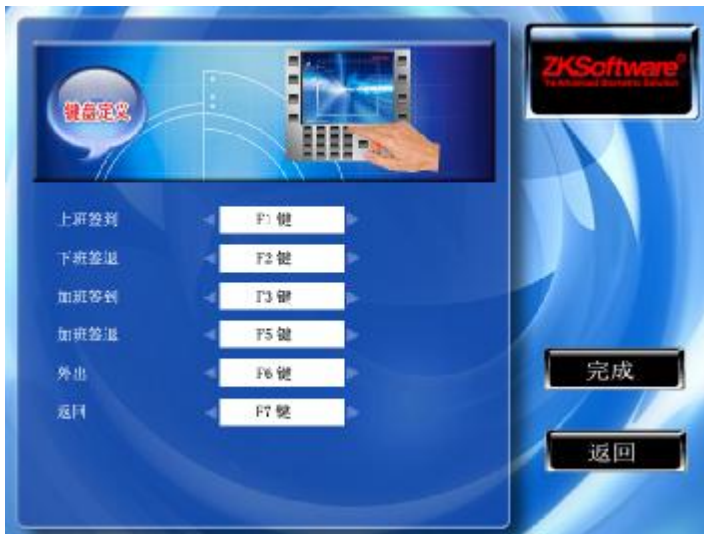 键盘定义
ZKSoftware®
上班签到
F1 键
下班签退
F2 键
加班签到
F3 键
加班签退
F5 键
外出
F6 键
返回
F7 键
完成
返回